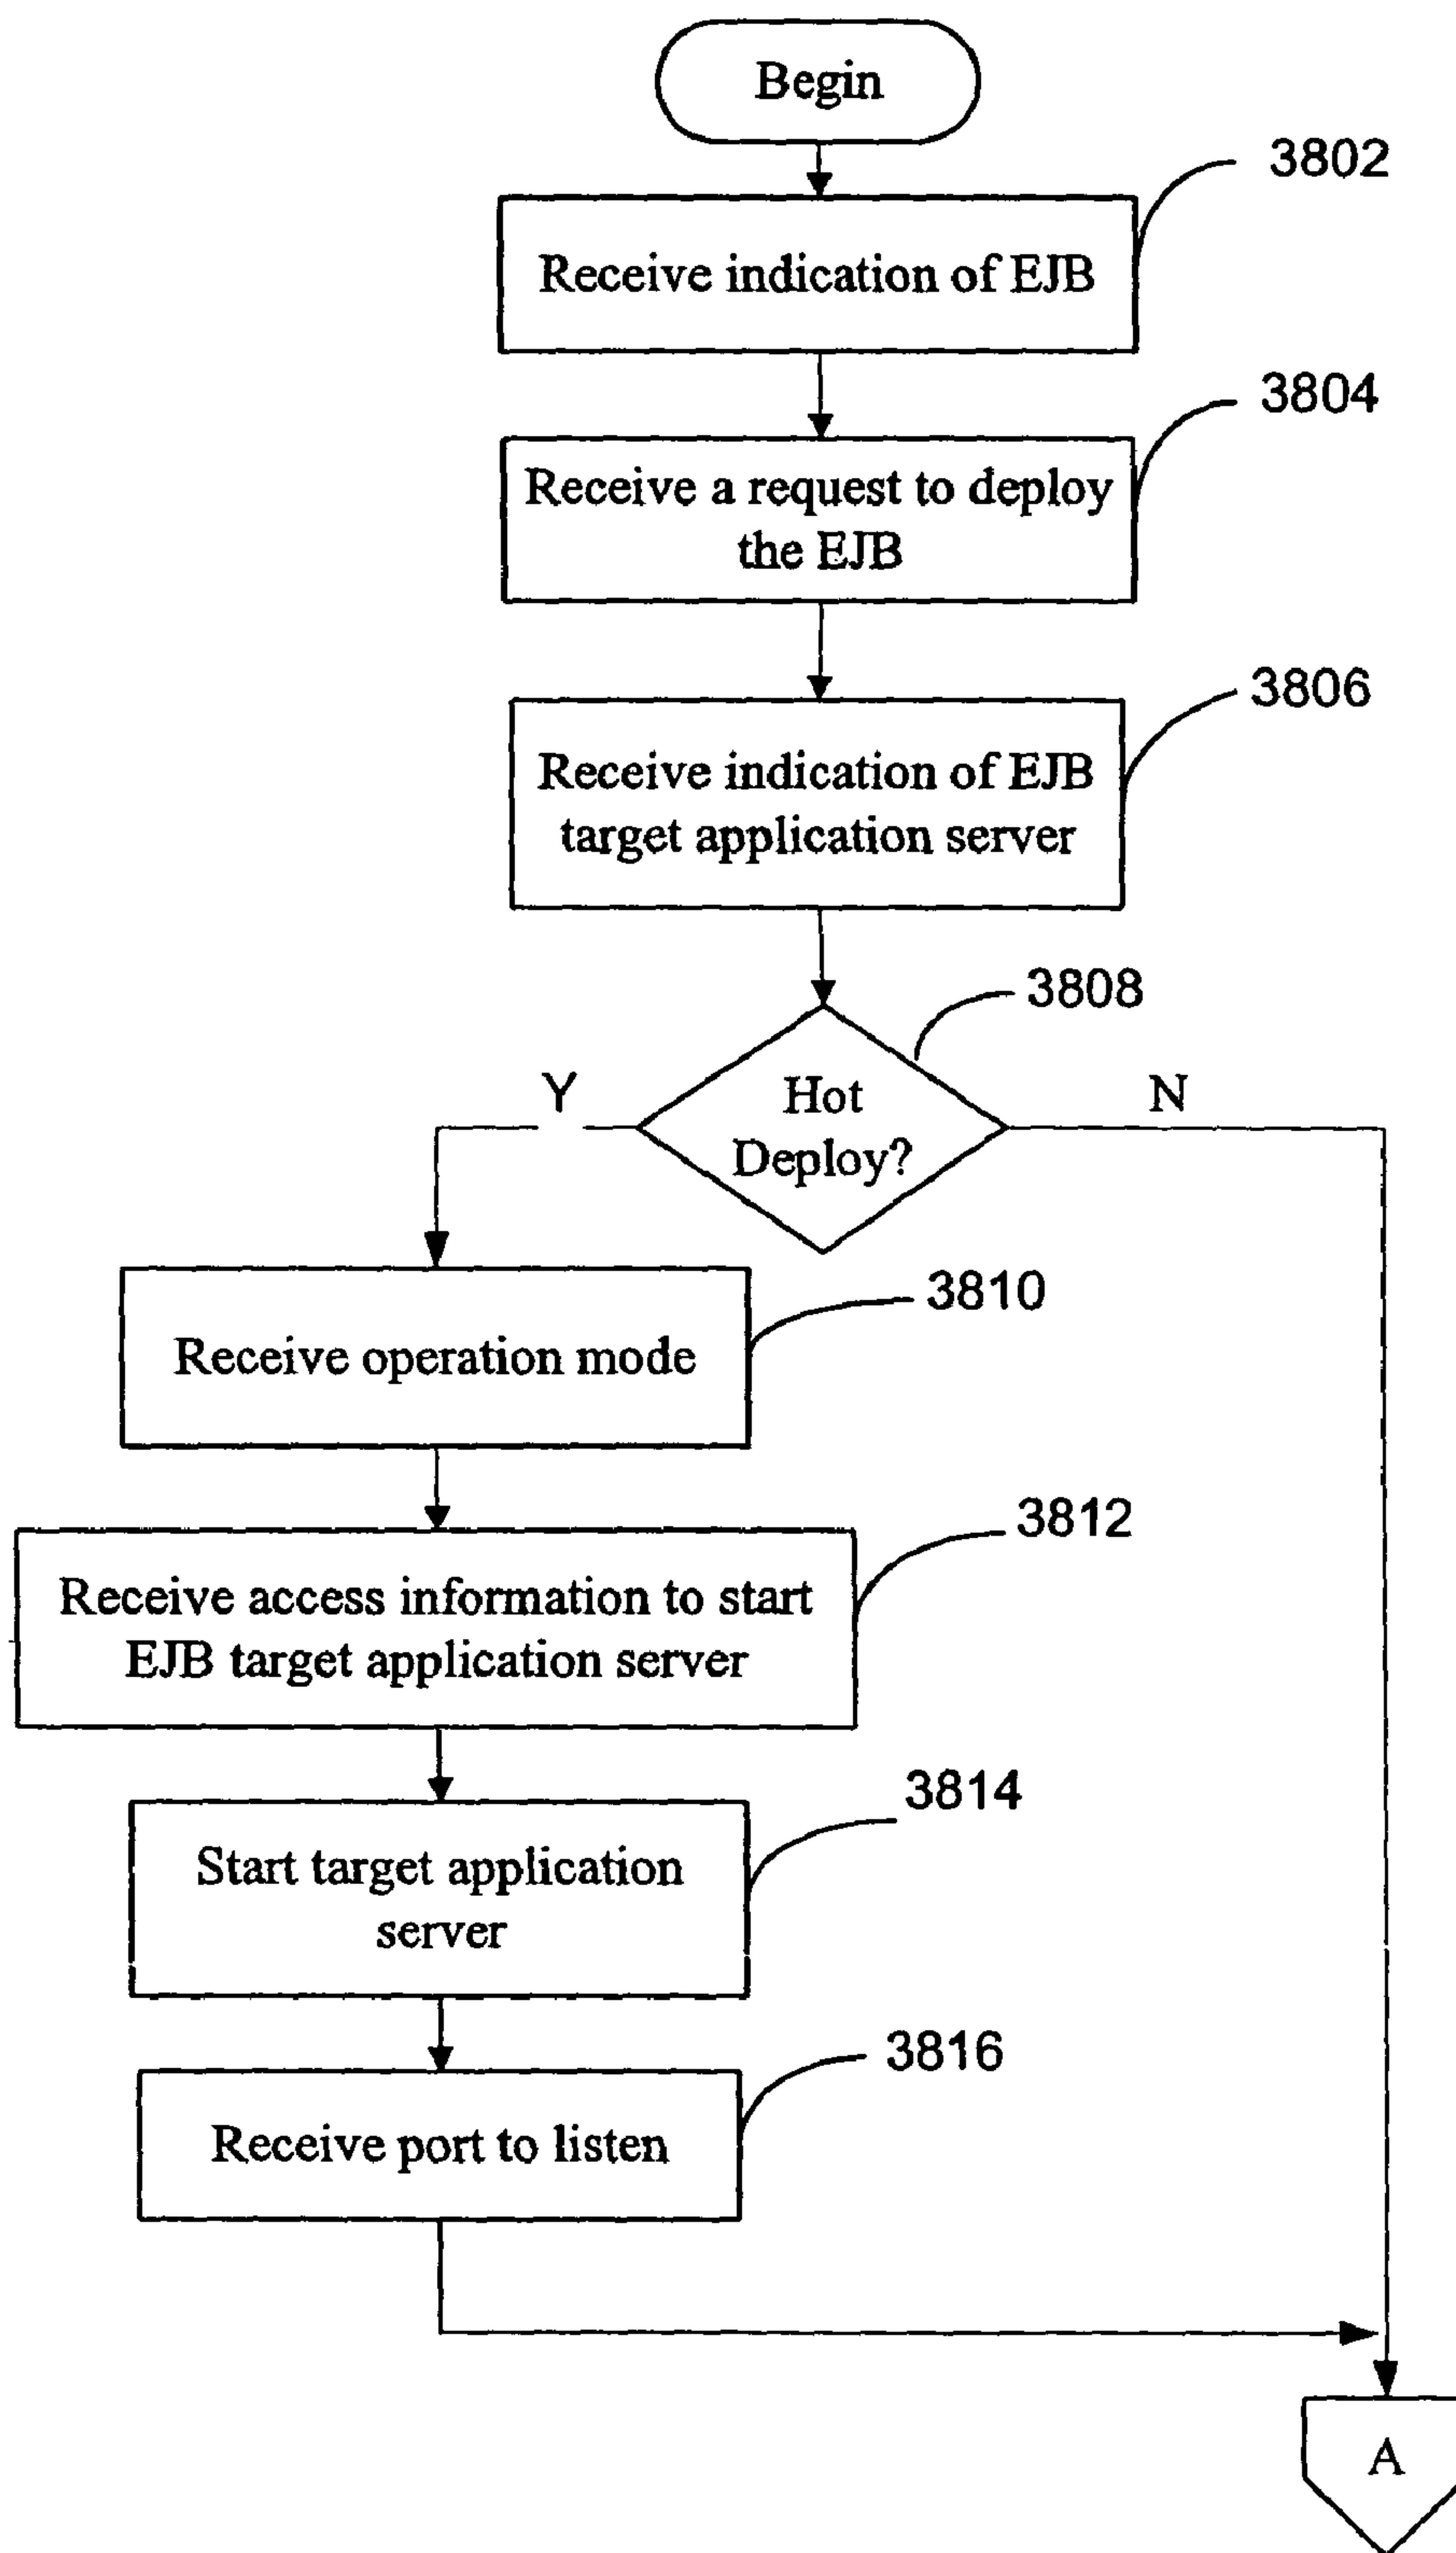 Begin
3802
Receive indication of EJB
3804
Receive a request to deploy
the EJB
3806
Receive indication of EJB
target application server
3808
Y
Hot
Deploy?
N
3810
Receive operation mode
3812
Receive access information to start
EJB target application server
3814
Start target application
server
3816
Receive port to listen
A